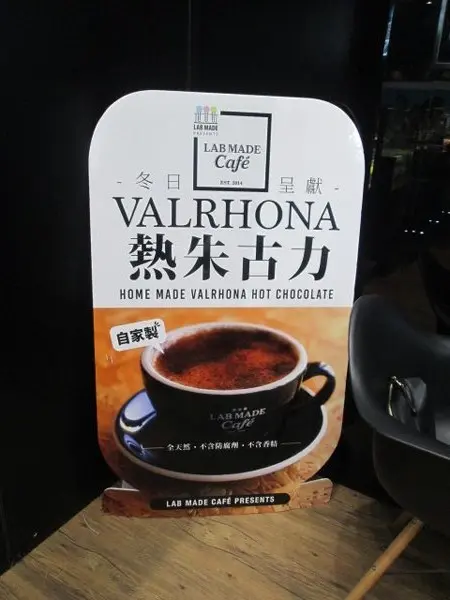 LAB MADE
PRESENTS
LAB MADE
Café
EST. 2014
- 冬日 呈獻 -
VALRHONA
熱朱古力
HOME MADE VALRHONA HOT CHOCOLATE
自家製
LAB MADE
Café
全天然·不含防腐劑·不含香精
LAB MADE CAFÉ PRESENTS